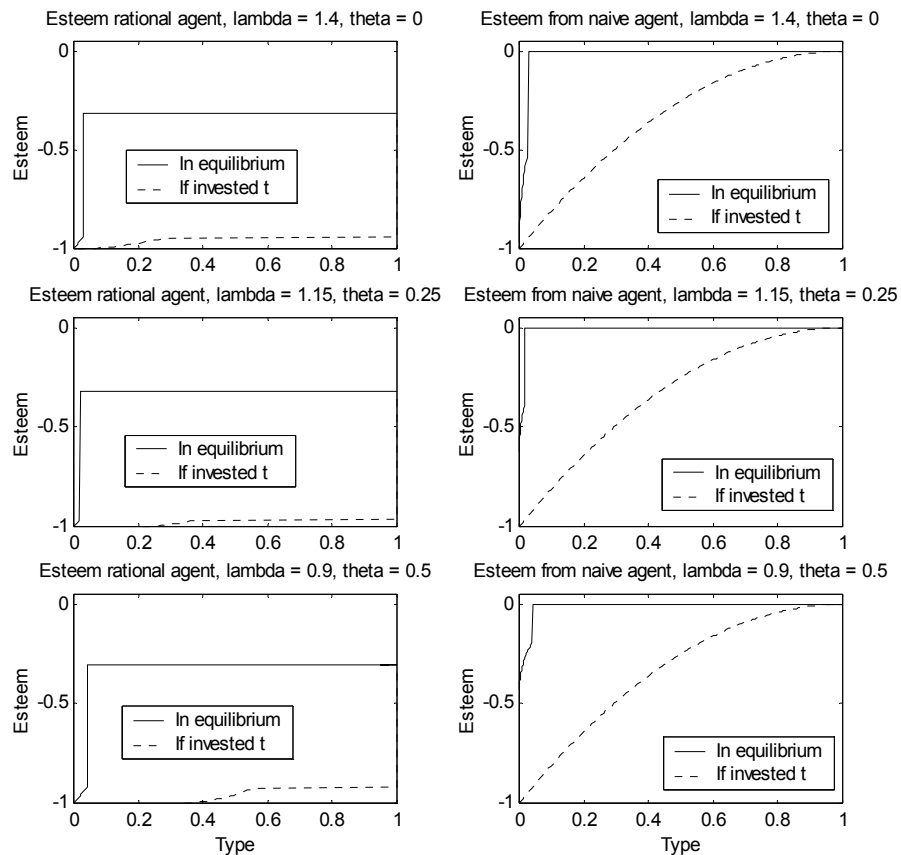 Esteem rational agent, lambda = 1.4, theta = 0
0
-0.5
-1
Esteem
In equilibrium
If invested t
0 0.2 0.4 0.6 0.8 1
Esteem from naive agent, lambda = 1.4, theta = 0
0
-0.5
-1
Esteem
In equilibrium
If invested t
0 0.2 0.4 0.6 0.8 1
Esteem rational agent, lambda = 1.15, theta = 0.25
0
-0.5
-1
Esteem
In equilibrium
If invested t
0 0.2 0.4 0.6 0.8 1
Esteem from naive agent, lambda = 1.15, theta = 0.25
0
-0.5
-1
Esteem
In equilibrium
If invested t
0 0.2 0.4 0.6 0.8 1
Esteem rational agent, lambda = 0.9, theta = 0.5
0
-0.5
-1
Esteem
In equilibrium
If invested t
0 0.2 0.4 0.6 0.8 1
Type
Esteem from naive agent, lambda = 0.9, theta = 0.5
0
-0.5
-1
Esteem
In equilibrium
If invested t
0 0.2 0.4 0.6 0.8 1
Type